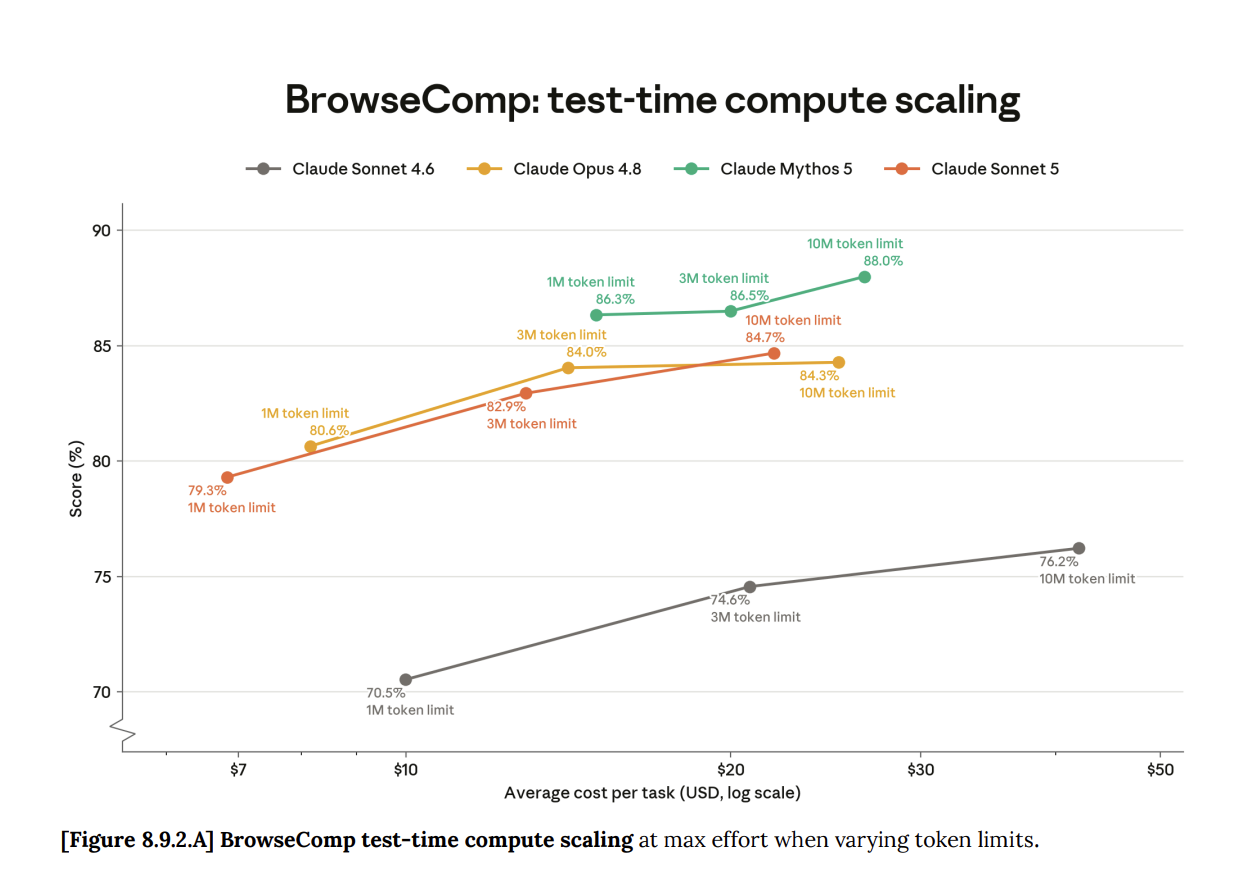 BrowseComp: test-time compute scaling
Claude Sonnet 4.6
Claude Opus 4.8
Claude Mythos 5
Claude Sonnet 5
90
85
80
75
70
Score (%)
10M token limit
88.0%
1M token limit
86.3%
3M token limit
86.5%
10M token limit
84.7%
3M token limit
84.0%
84.3%
10M token limit
82.9%
3M token limit
1M token limit
80.6%
79.3%
1M token limit
76.2%
10M token limit
74.6%
3M token limit
70.5%
1M token limit
$7
$10
$20
$30
$50
Average cost per task (USD, log scale)
[Figure 8.9.2.A] BrowseComp test-time compute scaling at max effort when varying token limits.